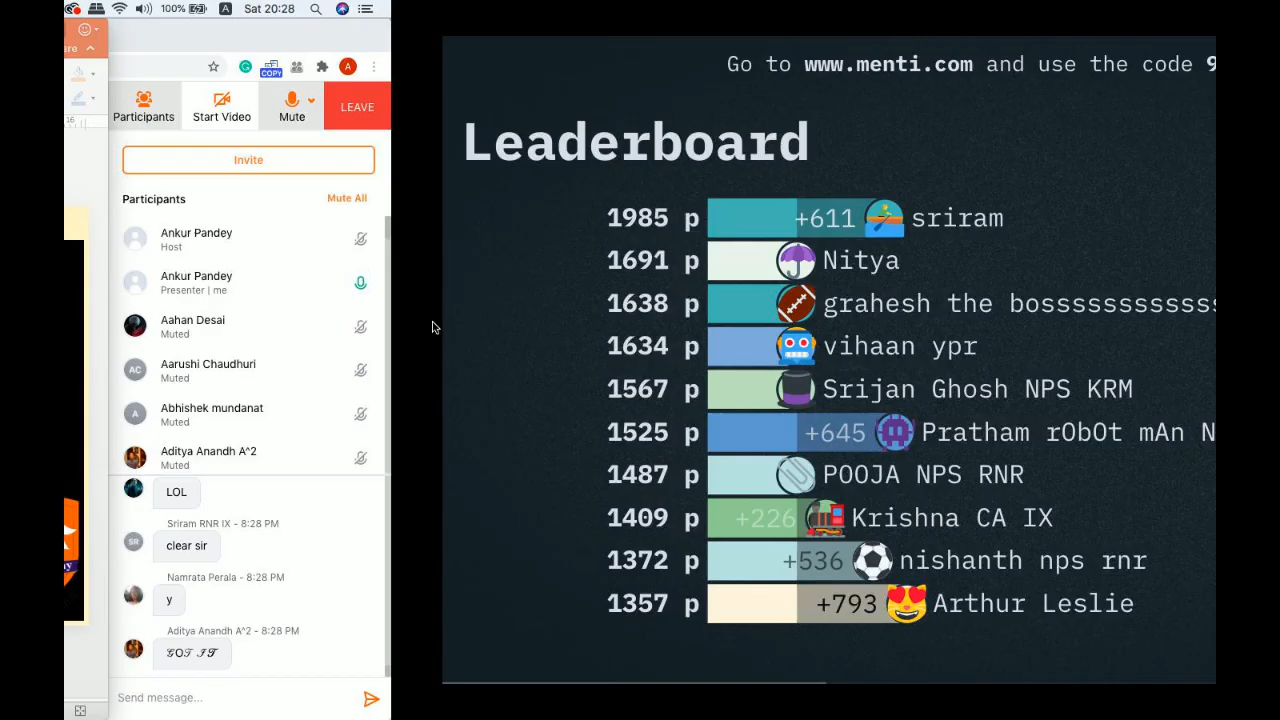 100%
A
Sat 20:28
are
COPY
A
Participants
Start Video
Mute
LEAVE
16
Invite
Participants
Mute All
Ankur Pandey
Host
Ankur Pandey
Presenter | me
Aahan Desai
Muted
AC
Aarushi Chaudhuri
Muted
A
Abhishek mundanat
Muted
Aditya Anandh A^2
Muted
LOL
Sriram RNR IX - 8:28 PM
SR
clear sir
Namrata Perala - 8:28 PM
y
Aditya Anandh A^2 - 8:28 PM
𝒢𝒪𝒯 ℐ𝒯
Send message...
Go to www.menti.com and use the code 9
Leaderboard
1985 p +611 sriram
1691 p Nitya
1638 p grahesh the bossssssssssss
1634 p vihaan ypr
1567 p Srijan Ghosh NPS KRM
1525 p +645 Pratham rObOt mAn N
1487 p POOJA NPS RNR
1409 p +226 Krishna CA IX
1372 p +536 nishanth nps rnr
1357 p +793 Arthur Leslie